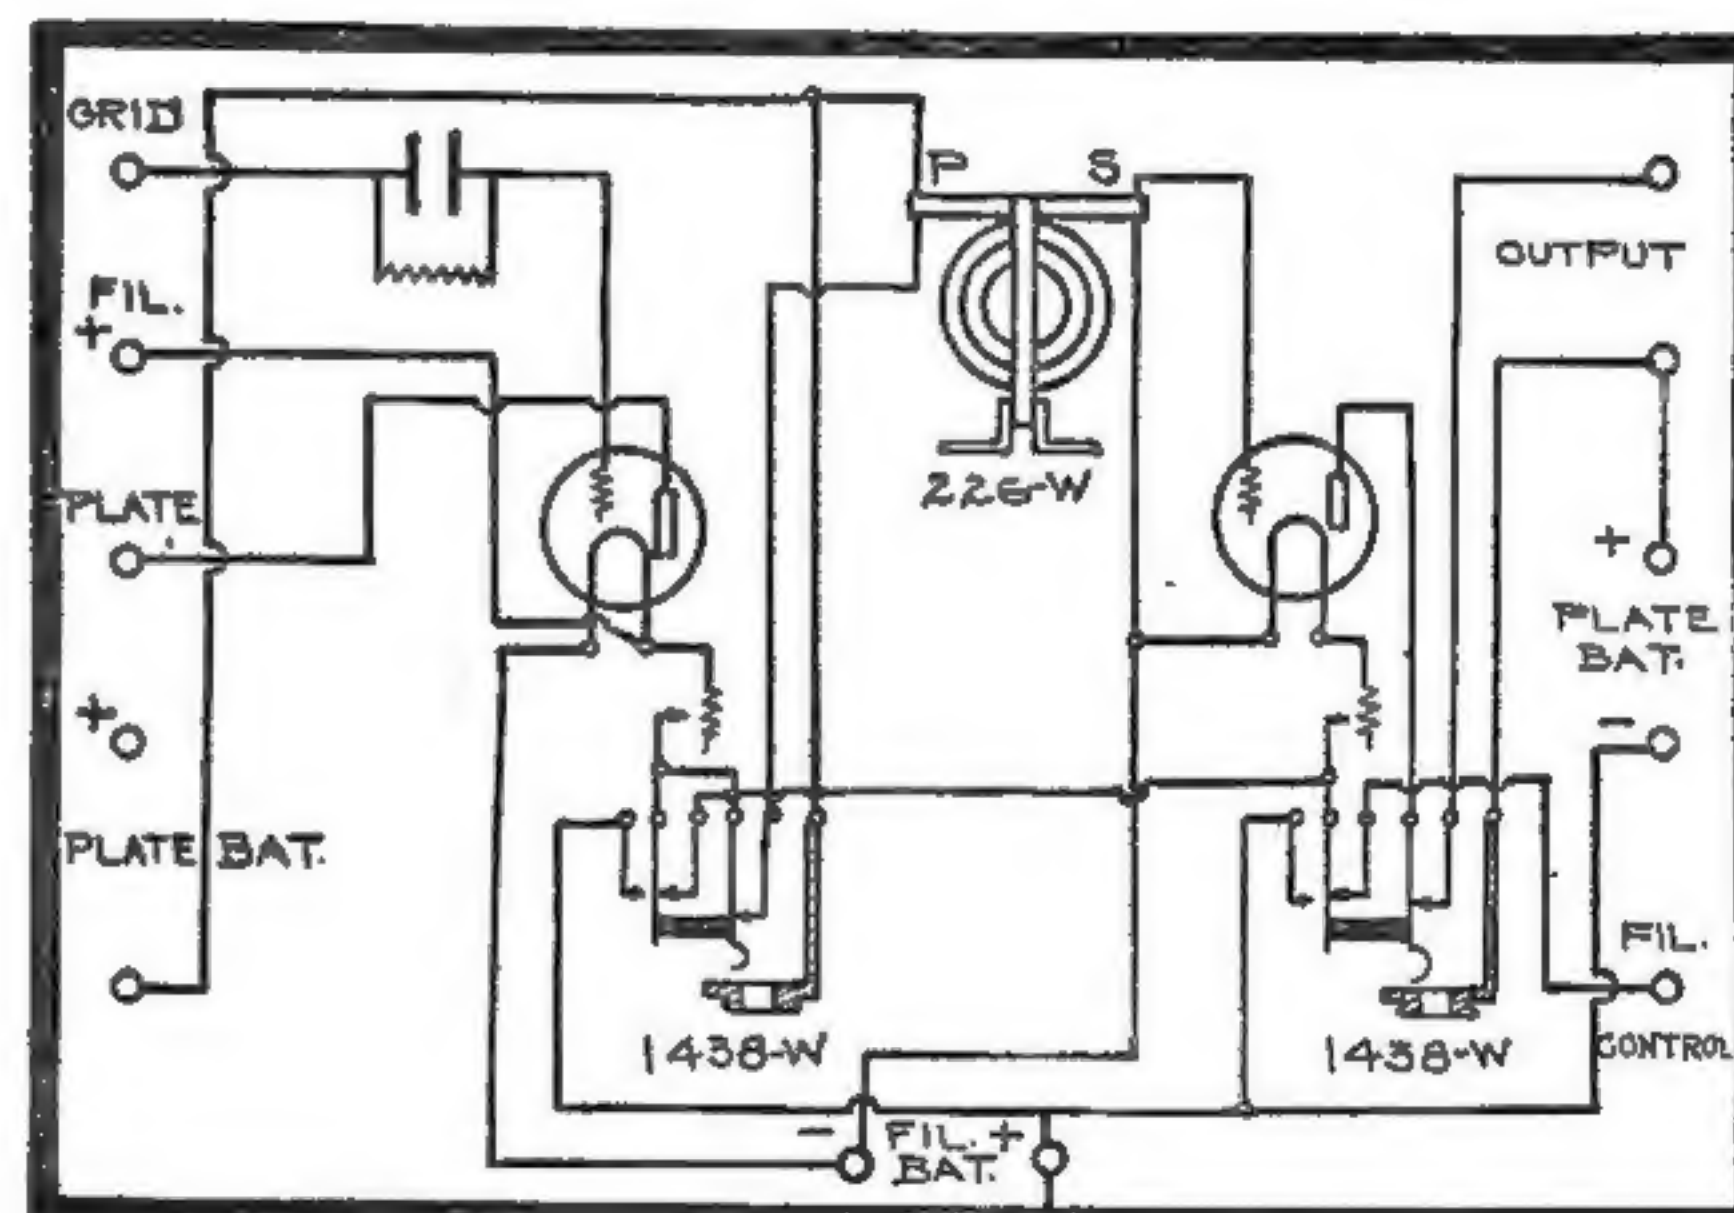 GRID
FIL.
+
PLATE
+
PLATE BAT.
P S
226-W
OUTPUT
+
PLATE
BAT.
-
FIL.
CONTROL
1438-W
1438-W
- FIL. +
BAT.